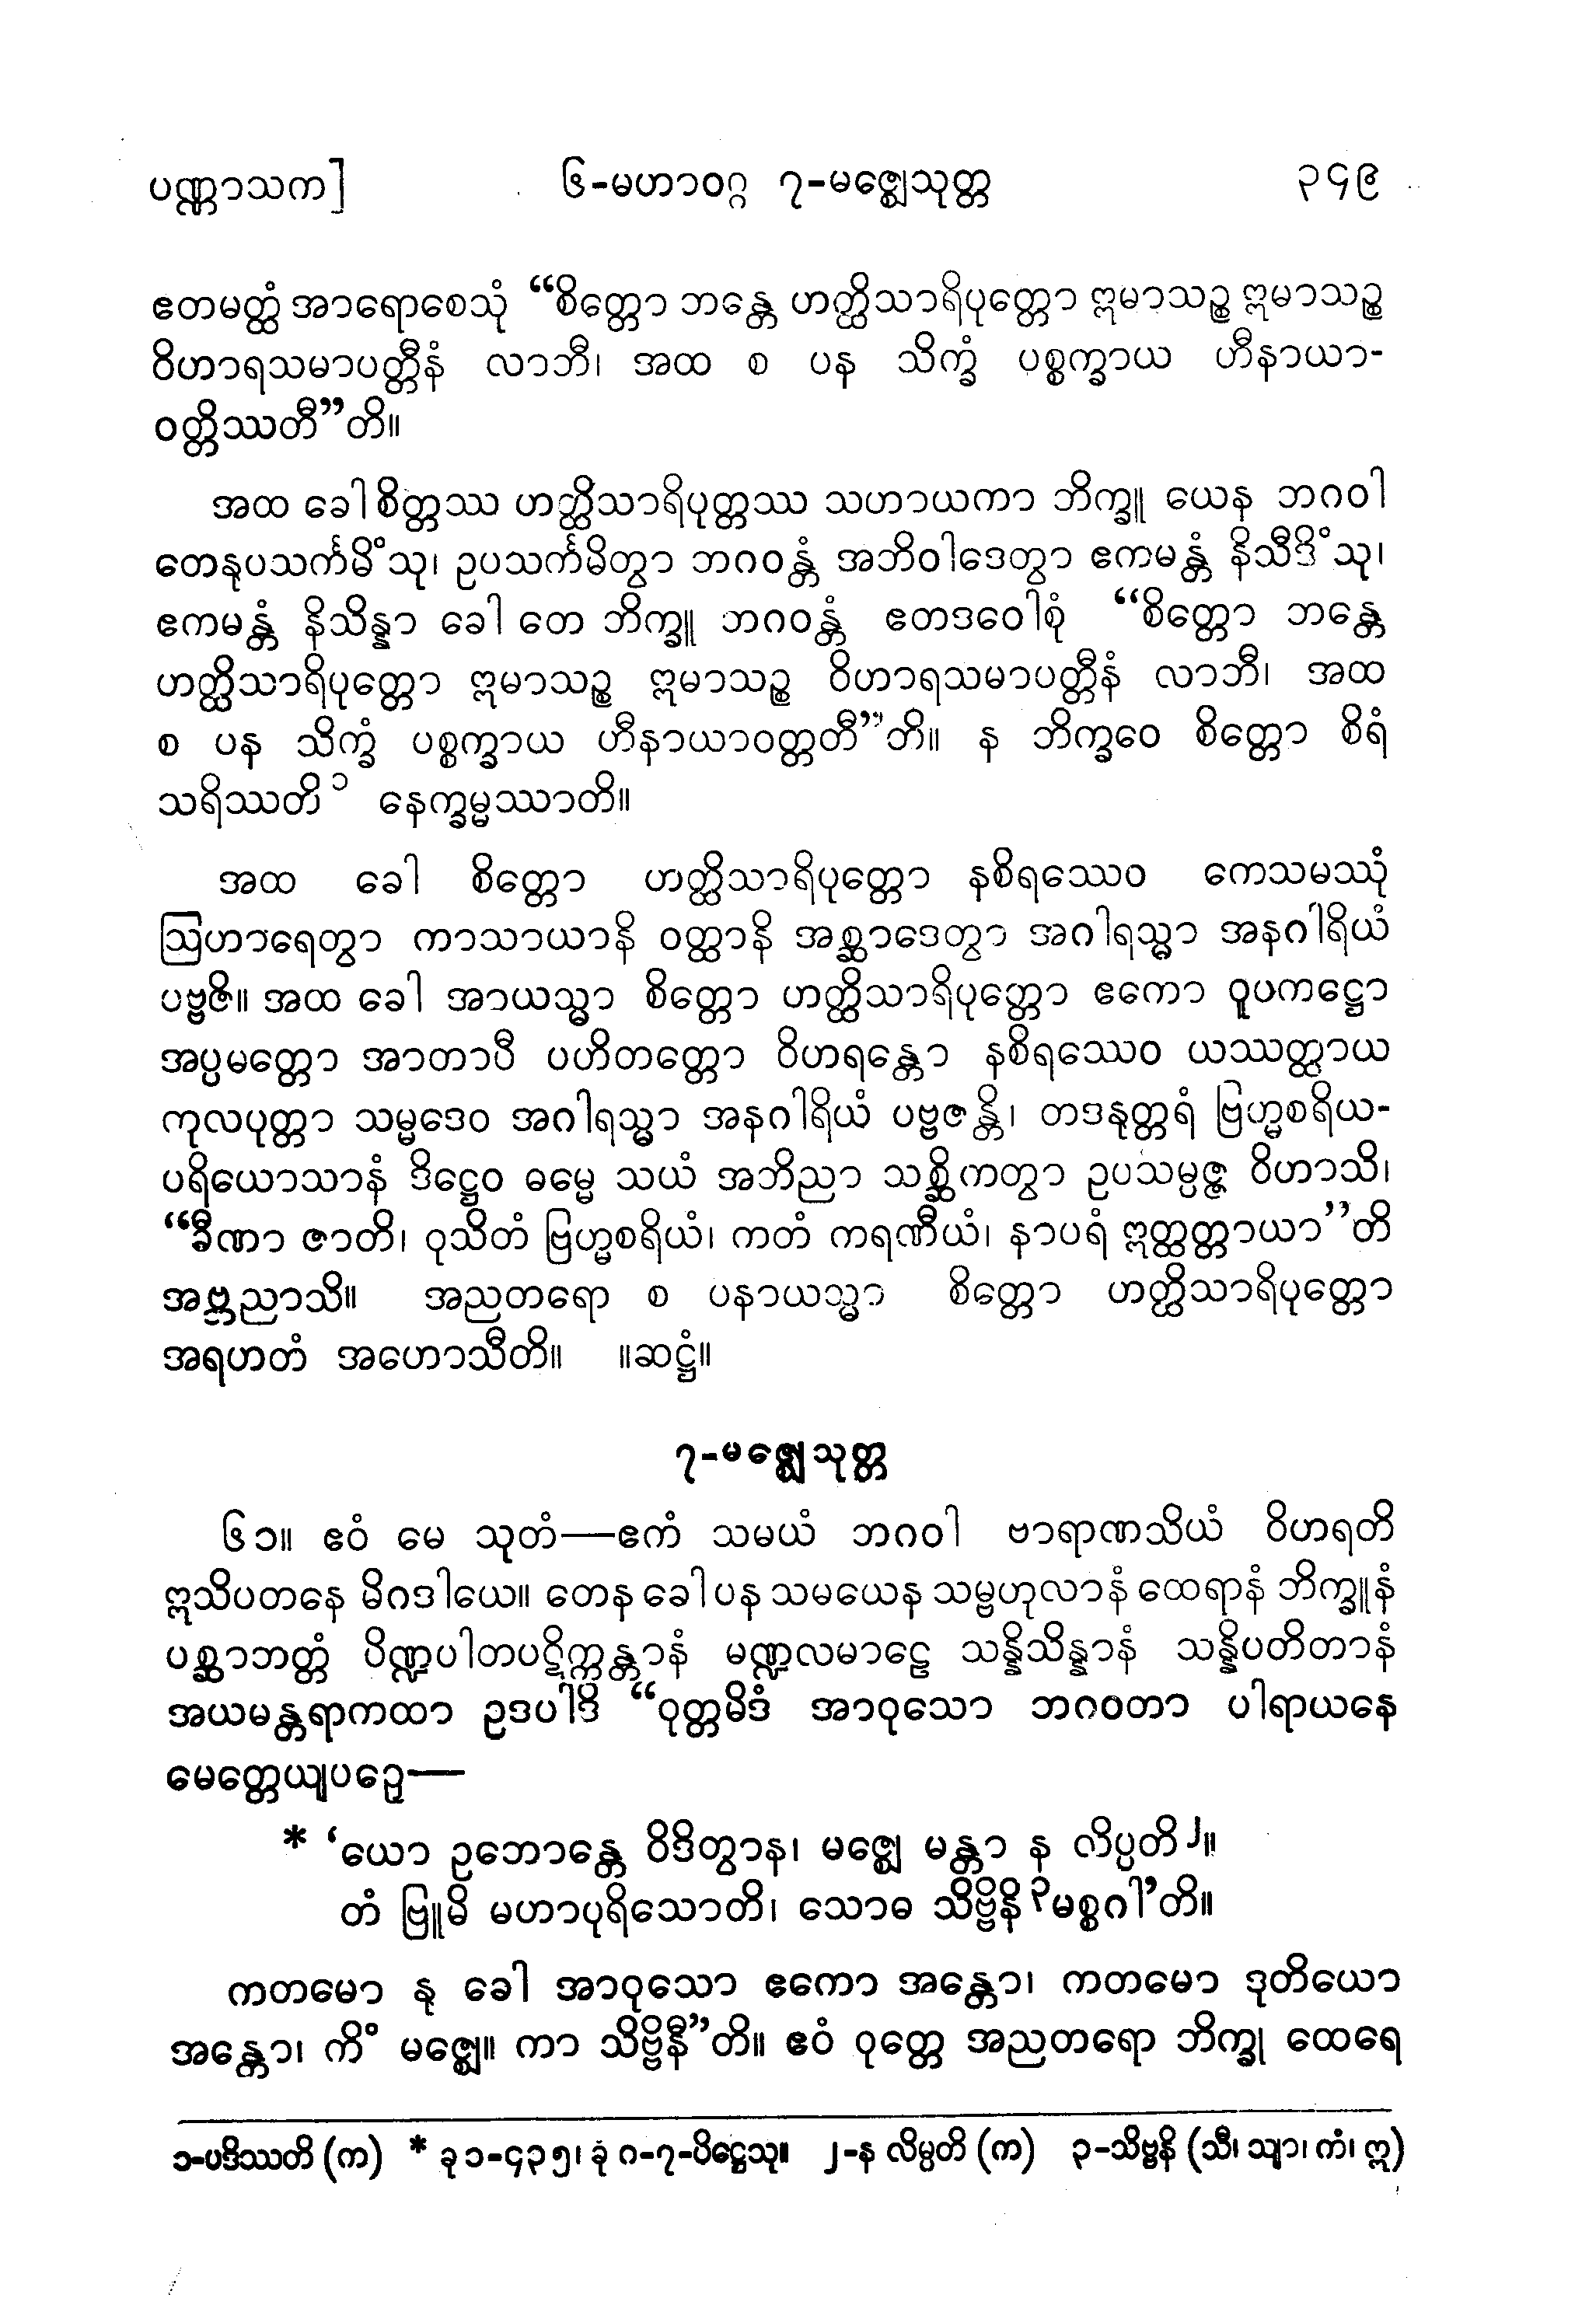 ပဏ္ဏာသက] ၆-မဟာဝဂ္ဂ ၇-မဇ္ဈေသုတ္တ ၃၄၉
ဧတမတ္ထံ အာရောစေသုံ “စိတ္တော ဘန္တေ ဟတ္ထိသာရိပုတ္တော ဣမာသဉ္စ ဣမာသဉ္စ
ဝိဟာရသမာပတ္တီနံ လာဘီ၊ အထ စ ပန သိက္ခံ ပစ္စက္ခာယ ဟီနာယာ-
ဝတ္တိဿတီ”တိ။
အထ ခေါ စိတ္တဿ ဟတ္ထိသာရိပုတ္တဿ သဟာယကာ ဘိက္ခူ ယေန ဘဂဝါ
တေနုပသင်္ကမိံသု၊ ဥပသင်္ကမိတွာ ဘဂဝန္တံ အဘိဝါဒေတွာ ဧကမန္တံ နိသီဒိံသု၊
ဧကမန္တံ နိသိန္နာ ခေါ တေ ဘိက္ခူ ဘဂဝန္တံ ဧတဒဝေါစုံ “စိတ္တော ဘန္တေ
ဟတ္ထိသာရိပုတ္တော ဣမာသဉ္စ ဣမာသဉ္စ ဝိဟာရသမာပတ္တီနံ လာဘီ၊ အထ
စ ပန သိက္ခံ ပစ္စက္ခာယ ဟီနာယာဝတ္တတီ”တိ။ န ဘိက္ခဝေ စိတ္တော စိရံ
သရိဿတိ ၁ နေက္ခမ္မဿာတိ။
အထ ခေါ စိတ္တော ဟတ္ထိသာရိပုတ္တော နစိရဿေဝ ကေသမဿုံ
ဩဟာရေတွာ ကာသာယာနိ ဝတ္ထာနိ အစ္ဆာဒေတွာ အဂါရသ္မာ အနဂါရိယံ
ပဗ္ဗဇိ။ အထ ခေါ အာယသ္မာ စိတ္တော ဟတ္ထိသာရိပုတ္တော ဧကော ဝူပကဋ္ဌော
အပ္ပမတ္တော အာတာပီ ပဟိတတ္တော ဝိဟရန္တော နစိရဿေဝ ယဿတ္ထာယ
ကုလပုတ္တာ သမ္မဒေဝ အဂါရသ္မာ အနဂါရိယံ ပဗ္ဗဇန္တိ၊ တဒနုတ္တရံ ဗြဟ္မစရိယ-
ပရိယောသာနံ ဒိဋ္ဌေဝ ဓမ္မေ သယံ အဘိညာ သစ္ဆိကတွာ ဥပသမ္ပဇ္ဇ ဝိဟာသိ၊
“ခီဏာ ဇာတိ၊ ဝုသိတံ ဗြဟ္မစရိယံ၊ ကတံ ကရဏီယံ၊ နာပရံ ဣတ္ထတ္တာယာ”တိ
အဗ္ဘညာသိ။ အညတရော စ ပနာယသ္မာ စိတ္တော ဟတ္ထိသာရိပုတ္တော
အရဟတံ အဟောသီတိ။ ။ဆဋ္ဌံ။
၇-မဇ္ဈေသုတ္တ
၆၁။ ဧဝံ မေ သုတံ—ဧကံ သမယံ ဘဂဝါ ဗာရာဏသိယံ ဝိဟရတိ
ဣသိပတနေ မိဂဒါယေ။ တေန ခေါ ပန သမယေန သမ္ဗဟုလာနံ ထေရာနံ ဘိက္ခူနံ
ပစ္ဆာဘတ္တံ ပိဏ္ဍပါတပဋိက္ကန္တာနံ မဏ္ဍလမာဠေ သန္နိသိန္နာနံ သန္နိပတိတာနံ
အယမန္တရာကထာ ဥဒပါဒိ “ဝုတ္တမိဒံ အာဝုသော ဘဂဝတာ ပါရာယနေ
မေတ္တေယျပဉှေ—
* ‘ယော ဥဘောန္တေ ဝိဒိတွာန၊ မဇ္ဈေ မန္တာ န လိပ္ပတိ ၂။
တံ ဗြူမိ မဟာပုရိသောတိ၊ သောဓ သိဗ္ဗိနိ ၃ မစ္စဂါ’တိ။
ကတမော နု ခေါ အာဝုသော ဧကော အန္တော၊ ကတမော ဒုတိယော
အန္တော၊ ကိံ မဇ္ဈေ။ ကာ သိဗ္ဗိနီ”တိ။ ဧဝံ ဝုတ္တေ အညတရော ဘိက္ခု ထေရေ
၁-ပဒိဿတိ (က) * ခု ၁-၄၃၅၊ ခုံ ဂ-၇-ပိဋ္ဌေသု။ ၂-န လိမ္ပတိ (က) ၃-သိဗ္ဗနိ (သီ၊ သျာ၊ ကံ၊ ဣ)